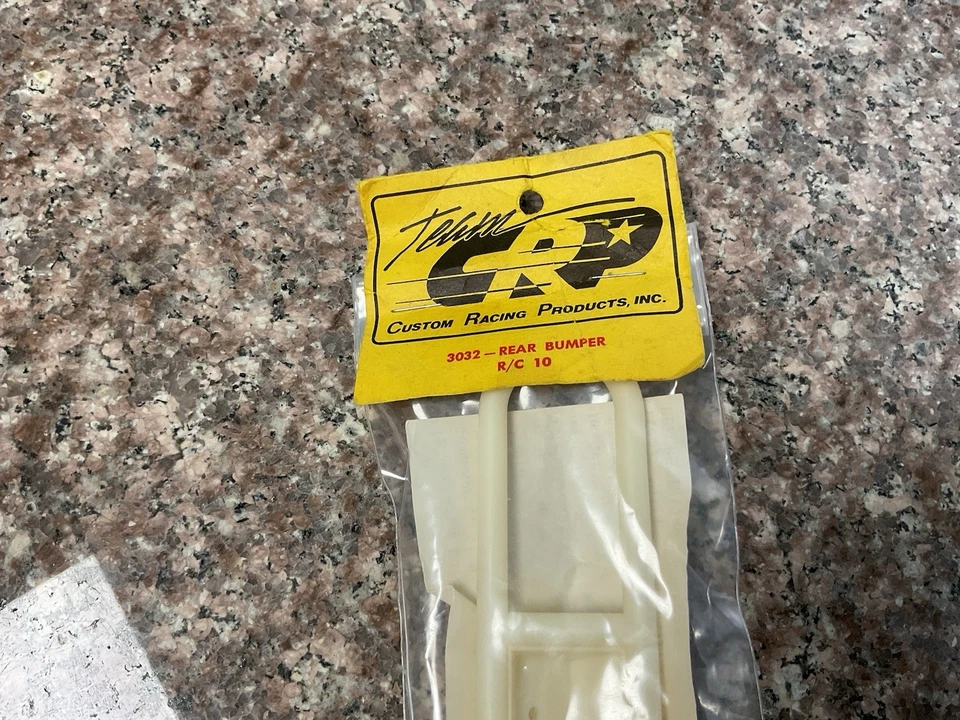 Team
CRP
CUSTOM RACING PRODUCTS, INC.
3032 — REAR BUMPER
R/C 10